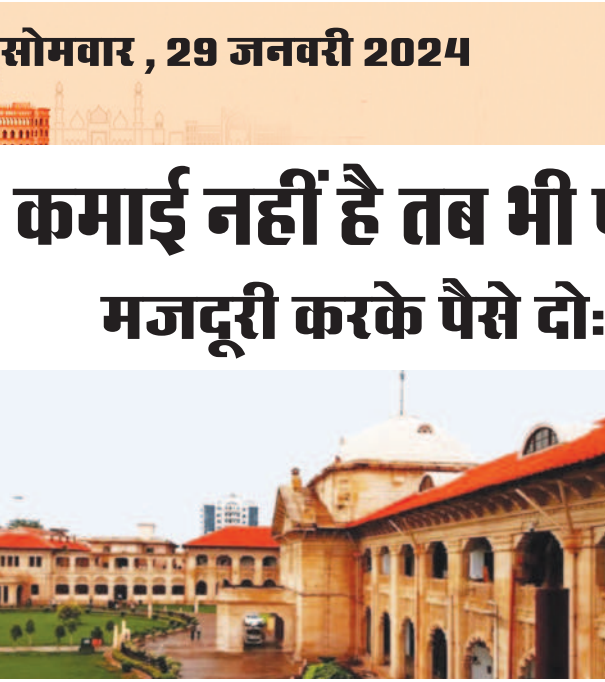 सोमवार , 29 जनवरी 2024
कमाई नहीं है तब भी
मजदूरी करके पैसे दो: